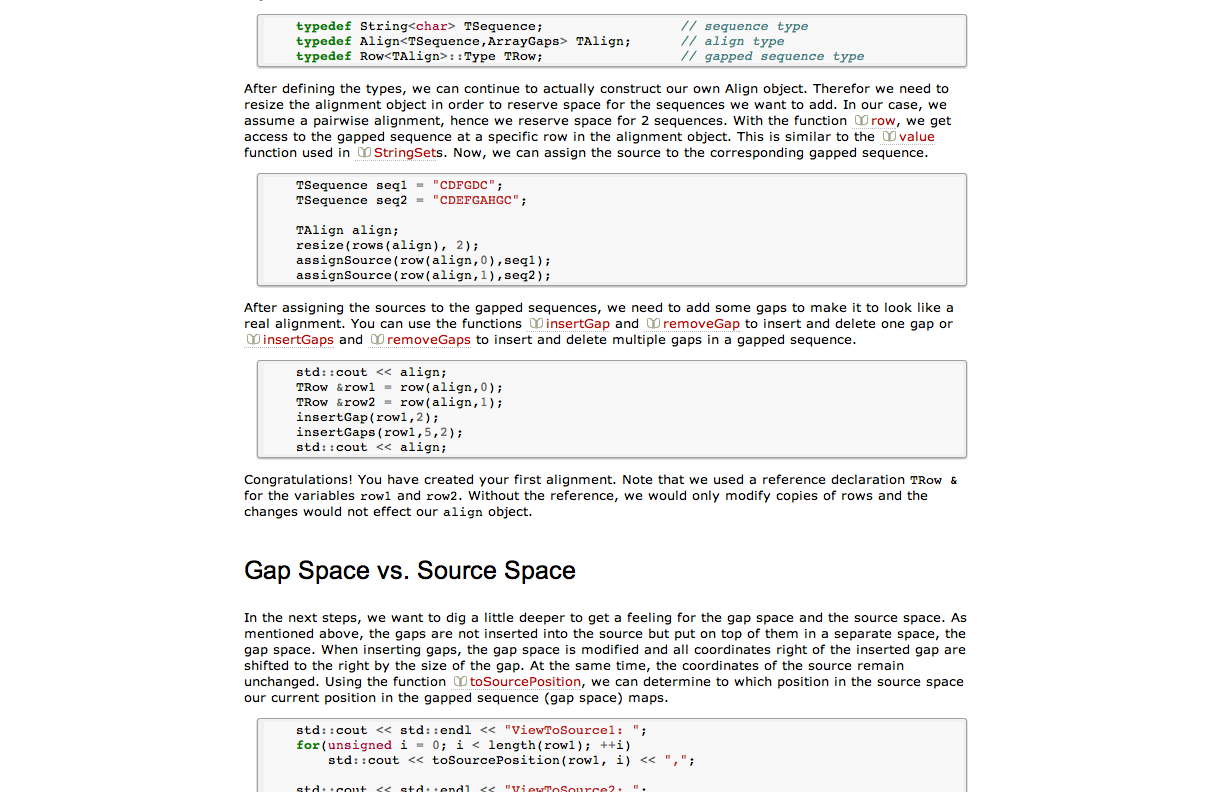 typedef String<char> TSequence; // sequence type
typedef Align<TSequence,ArrayGaps> TAlign; // align type
typedef Row<TAlign>::Type TRow; // gapped sequence type
After defining the types, we can continue to actually construct our own Align object. Therefor we need to
resize the alignment object in order to reserve space for the sequences we want to add. In our case, we
assume a pairwise alignment, hence we reserve space for 2 sequences. With the function row, we get
access to the gapped sequence at a specific row in the alignment object. This is similar to the value
function used in StringSets. Now, we can assign the source to the corresponding gapped sequence.
TSequence seq1 = "CDFGDC";
TSequence seq2 = "CDEFGAHGC";
TAlign align;
resize(rows(align), 2);
assignSource(row(align,0),seq1);
assignSource(row(align,1),seq2);
After assigning the sources to the gapped sequences, we need to add some gaps to make it to look like a
real alignment. You can use the functions insertGap and removeGap to insert and delete one gap or
insertGaps and removeGaps to insert and delete multiple gaps in a gapped sequence.
std::cout << align;
TRow &row1 = row(align,0);
TRow &row2 = row(align,1);
insertGap(row1,2);
insertGaps(row1,5,2);
std::cout << align;
Congratulations! You have created your first alignment. Note that we used a reference declaration TRow &
for the variables row1 and row2. Without the reference, we would only modify copies of rows and the
changes would not effect our align object.
Gap Space vs. Source Space
In the next steps, we want to dig a little deeper to get a feeling for the gap space and the source space. As
mentioned above, the gaps are not inserted into the source but put on top of them in a separate space, the
gap space. When inserting gaps, the gap space is modified and all coordinates right of the inserted gap are
shifted to the right by the size of the gap. At the same time, the coordinates of the source remain
unchanged. Using the function toSourcePosition, we can determine to which position in the source space
our current position in the gapped sequence (gap space) maps.
std::cout << std::endl << "ViewToSource1: ";
for(unsigned i = 0; i < length(row1); ++i)
std::cout << toSourcePosition(row1, i) << ",";
std::cout << std::endl << "ViewToSource2: ";